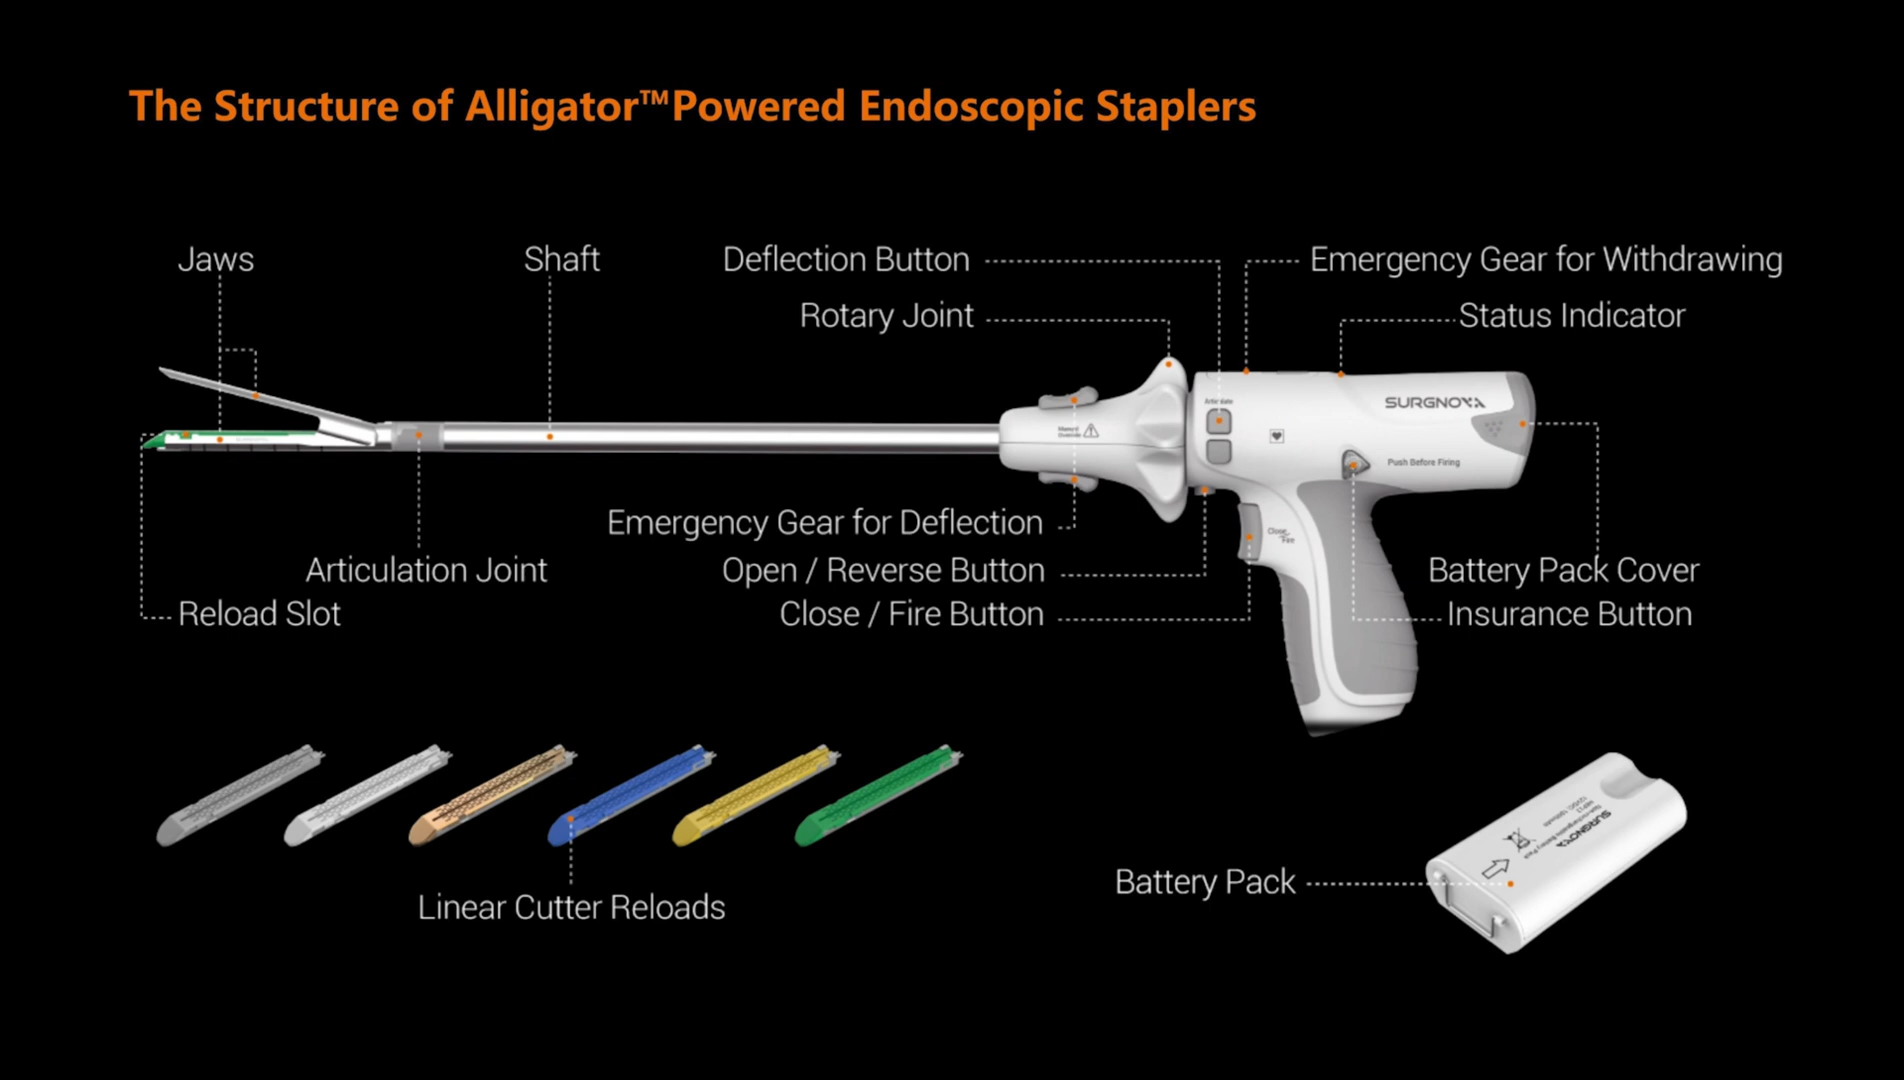 The Structure of Alligator™Powered Endoscopic Staplers
Jaws
Shaft
Deflection Button
Emergency Gear for Withdrawing
Rotary Joint
Status Indicator
SURGNOVA
Push Before Firing
Close
Fire
Emergency Gear for Deflection
Articulation Joint
Open / Reverse Button
Battery Pack Cover
Reload Slot
Close / Fire Button
Insurance Button
SURGNOVA
Battery Pack
Linear Cutter Reloads